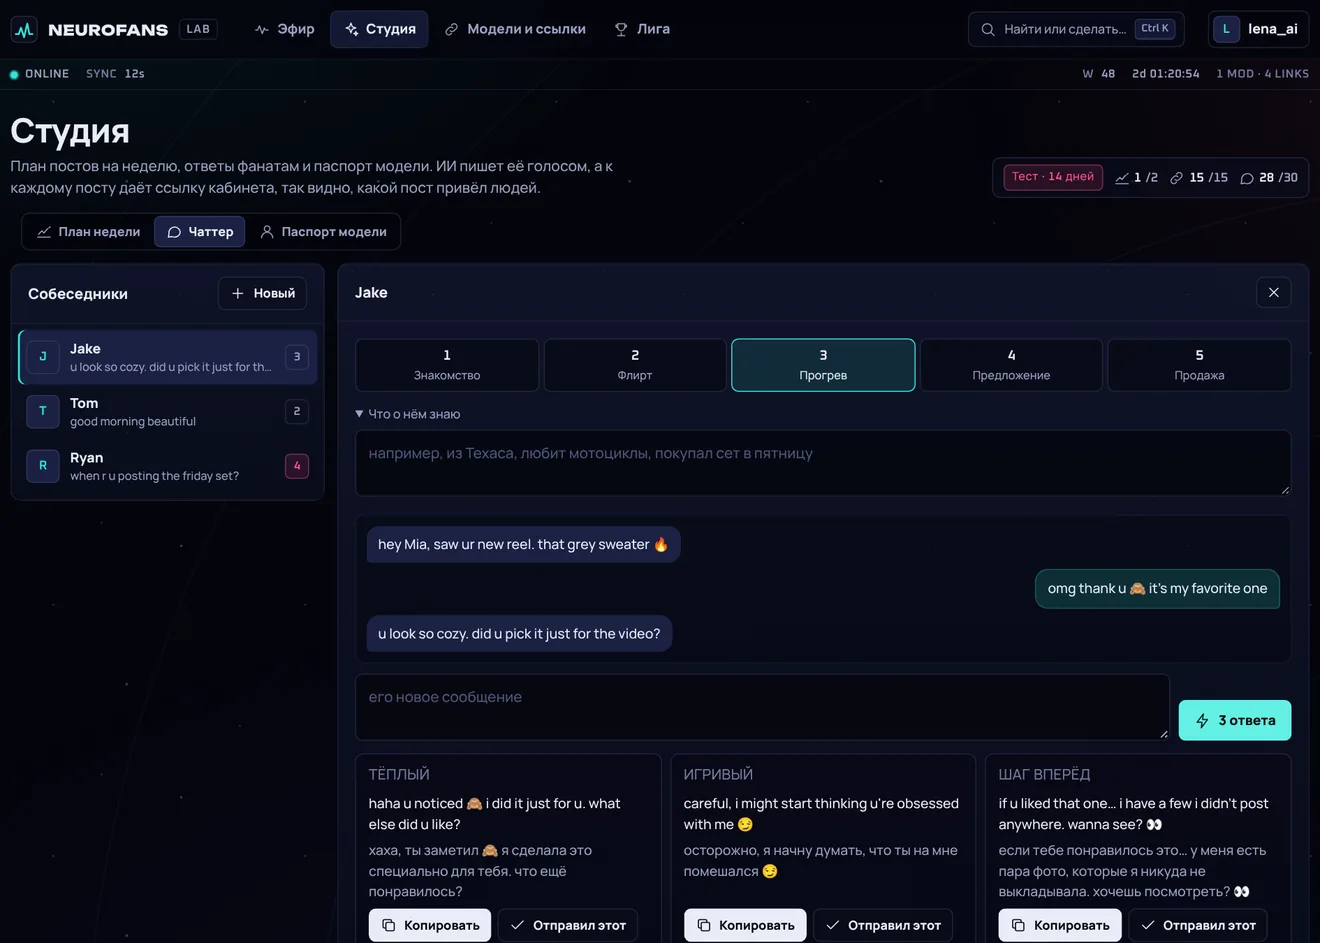 NEUROFANS LAB Эфир Студия Модели и ссылки Лига Найти или сделать... Ctrl K L lena_ai
ONLINE SYNC 12s W 48 2d 01:20:54 1 MOD · 4 LINKS
Студия
План постов на неделю, ответы фанатам и паспорт модели. ИИ пишет её голосом, а к
каждому посту даёт ссылку кабинета, так видно, какой пост привёл людей.
Тест · 14 дней 1 /2 15 /15 28 /30
План недели Чаттер Паспорт модели
Собеседники + Новый
J Jake 3
u look so cozy. did u pick it just for th...
T Tom 2
good morning beautiful
R Ryan 4
when r u posting the friday set?
Jake
1 2 3 4 5
Знакомство Флирт Прогрев Предложение Продажа
Что о нём знаю
например, из Техаса, любит мотоциклы, покупал сет в пятницу
hey Mia, saw ur new reel. that grey sweater 🔥
omg thank u 🙈 it's my favorite one
u look so cozy. did u pick it just for the video?
его новое сообщение
3 ответа
ТЁПЛЫЙ
haha u noticed 🙈 i did it just for u. what
else did u like?
хаха, ты заметил 🙈 я сделала это
специально для тебя. что ещё
понравилось?
Копировать Отправил этот
ИГРИВЫЙ
careful, i might start thinking u're obsessed
with me 😏
осторожно, я начну думать, что ты на мне
помешался 😏
Копировать Отправил этот
ШАГ ВПЕРЁД
if u liked that one… i have a few i didn't post
anywhere. wanna see? 👀
если тебе понравилось это… у меня есть
пара фото, которые я никуда не
выкладывала. хочешь посмотреть? 👀
Копировать Отправил этот